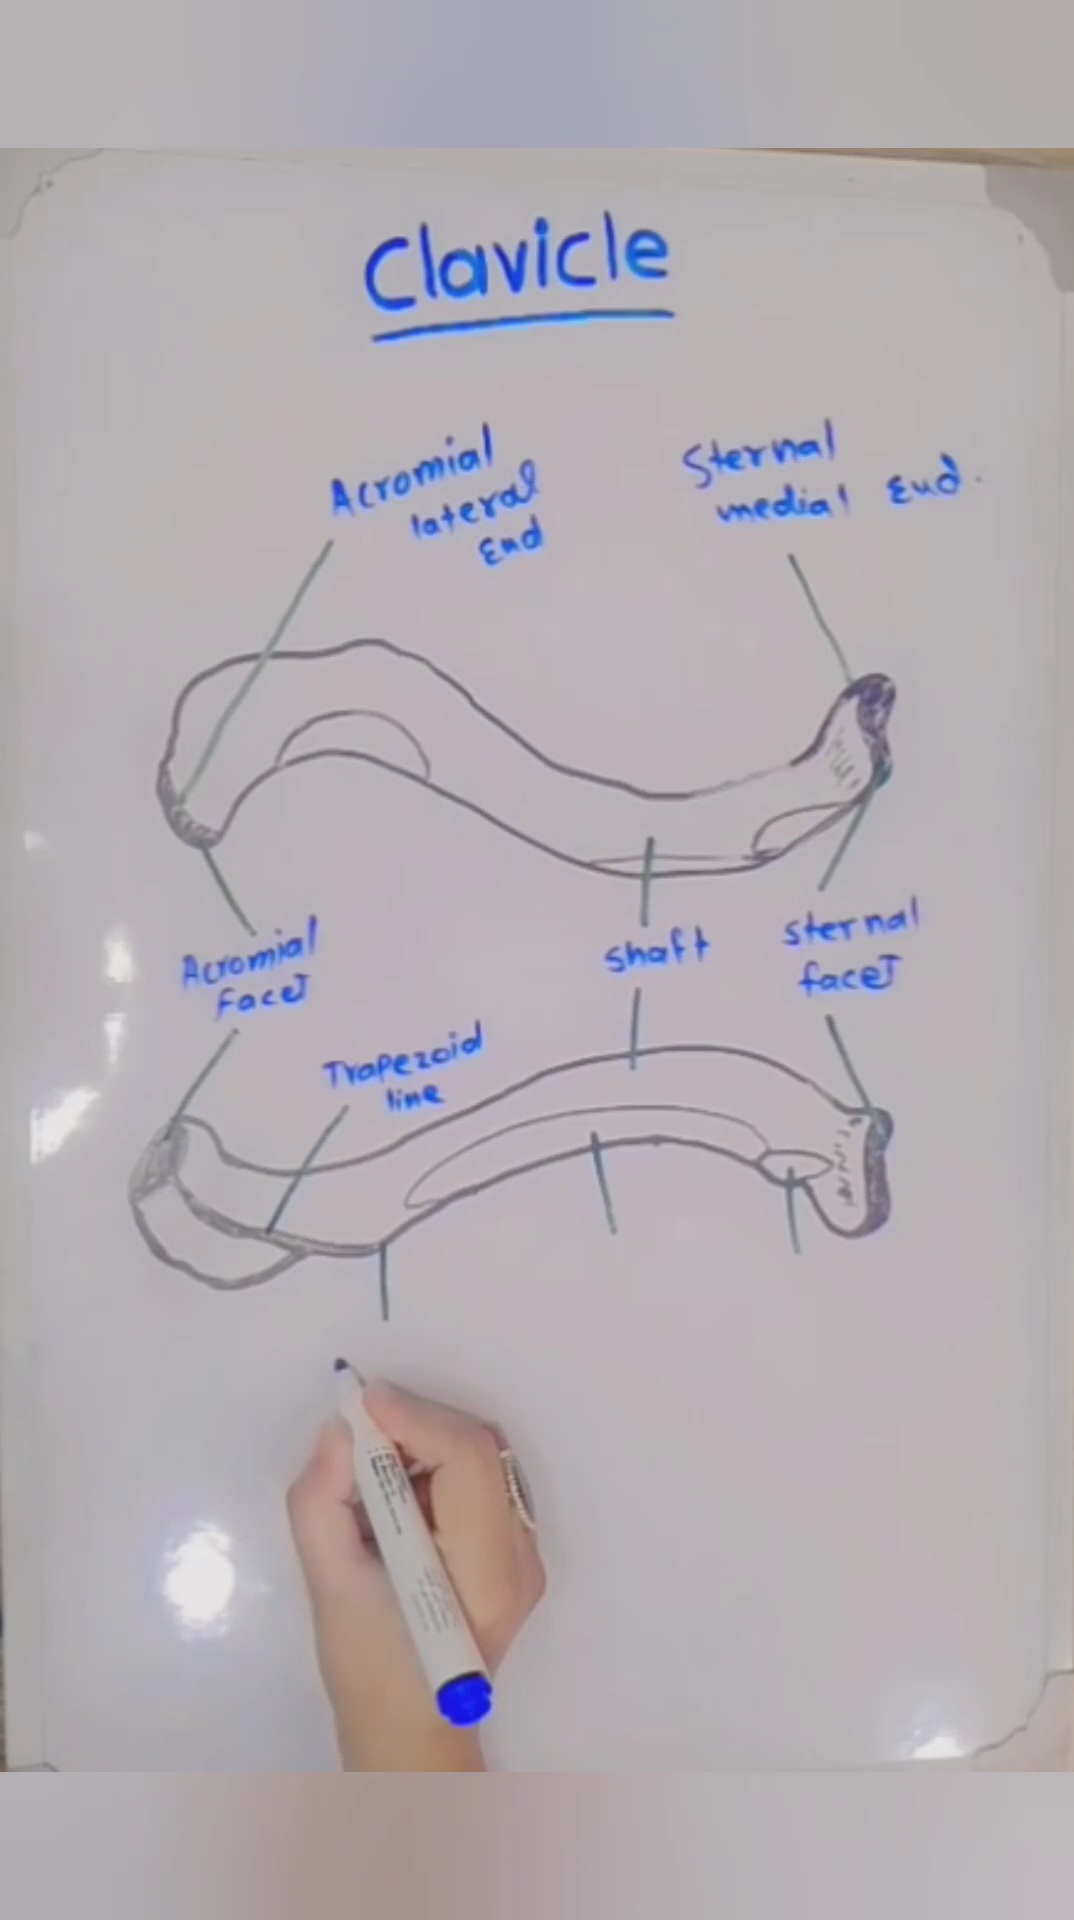 Clavicle
Acromial
lateral
End
Sternal
medial End.
Acromial
Facet
shaft
sternal
facet
Trapezoid
line